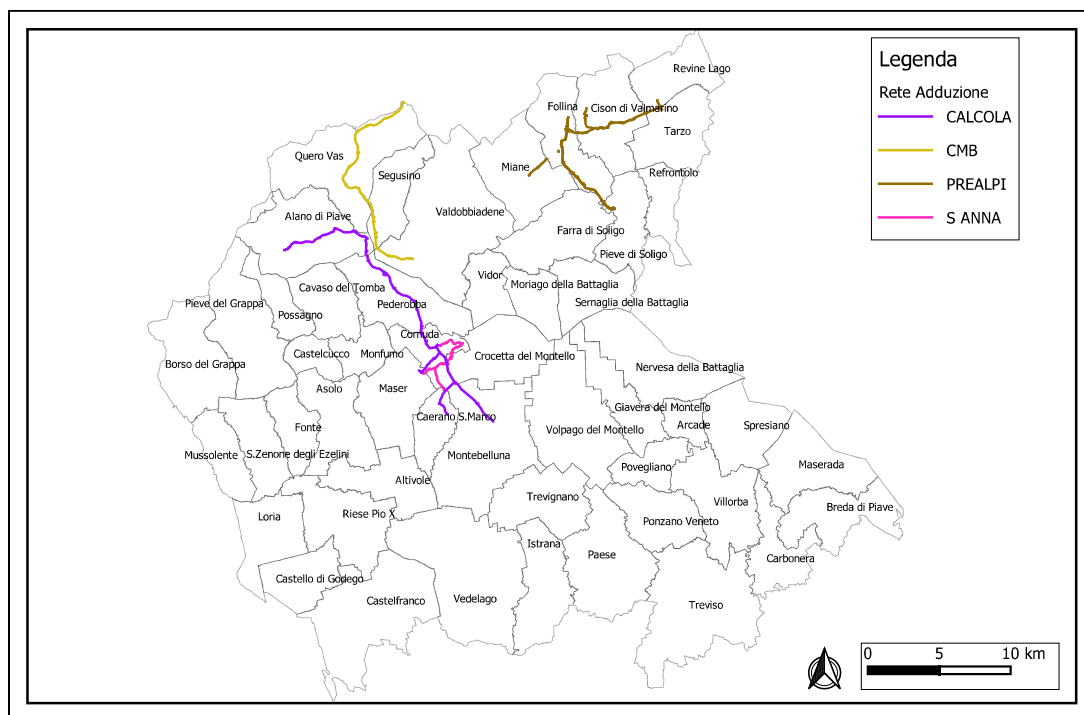 Legenda
Rete Adduzione
CALCOLA
CMB
PREALPI
S ANNA
Revine Lago
Follina
Cison di Valmarino
Tarzo
Quero Vas
Segusino
Miane
Refrontolo
Alano di Piave
Valdobbiadene
Farra di Soligo
Pieve di Soligo
Vidor
Moriago della Battaglia
Sernaglia della Battaglia
Cavaso del Tomba
Pieve del Grappa
Possagno
Pederobba
Cornuda
Borso del Grappa
Castelcucco
Monfumo
Crocetta del Montello
Nervesa della Battaglia
Asolo
Maser
Giavera del Montello
Caerano S.Marco
Fonte
Volpago del Montello
Arcade
Spresiano
Mussolente
S.Zenone degli Ezelini
Montebelluna
Povegliano
Maserada
Altivole
Trevignano
Villorba
Breda di Piave
Loria
Riese Pio X
Ponzano Veneto
Istrana
Paese
Carbonera
Castello di Godego
Castelfranco
Vedelago
Treviso
0 5 10 km